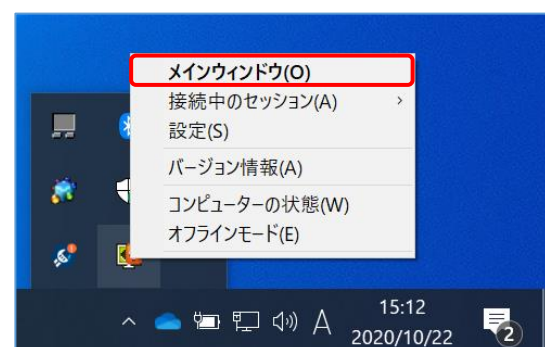 メインウィンドウ(O)
接続中のセッション(A)
設定(S)
バージョン情報(A)
コンピューターの状態(W)
オフラインモード(E)
A
15:12
2020/10/22
2